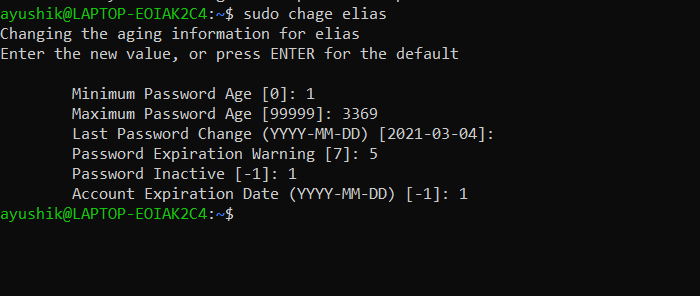 ayushik@LAPTOP-EOIAK2C4:~$ sudo chage elias
Changing the aging information for elias
Enter the new value, or press ENTER for the default
Minimum Password Age [0]: 1
Maximum Password Age [99999]: 3369
Last Password Change (YYYY-MM-DD) [2021-03-04]:
Password Expiration Warning [7]: 5
Password Inactive [-1]: 1
Account Expiration Date (YYYY-MM-DD) [-1]: 1
ayushik@LAPTOP-EOIAK2C4:~$